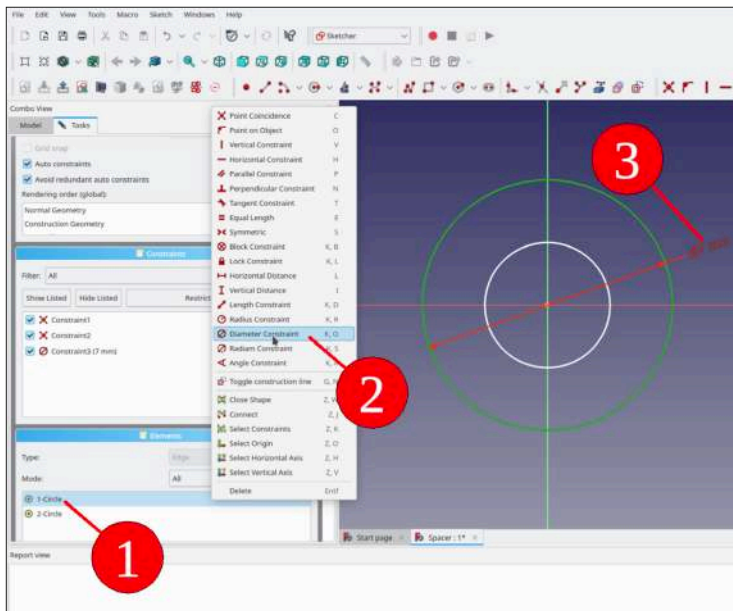 File Edit View Tools Macro Sketch Windows Help
Sketcher
Combo View
Model Tasks
Grid snap
Auto constraints
Avoid redundant auto constraints
Rendering order (global):
Normal Geometry
Construction Geometry
Constraints
Filter: All
Show Listed Hide Listed Restrict
Constraint1
Constraint2
Constraint3 (7 mm)
Elements
Type: Edge
Mode: All
1-Circle
2-Circle
Point Coincidence C
Point on Object O
Vertical Constraint V
Horizontal Constraint H
Parallel Constraint P
Perpendicular Constraint N
Tangent Constraint T
Equal Length E
Symmetric S
Block Constraint K, B
Lock Constraint K, L
Horizontal Distance L
Vertical Distance I
Length Constraint K, D
Radius Constraint K, R
Diameter Constraint K, O
Radiam Constraint K, S
Angle Constraint K,
Toggle construction line G, N
Close Shape Z, W
Connect Z, J
Select Constraints Z, K
Select Origin Z, O
Select Horizontal Axis Z, H
Select Vertical Axis Z, V
Delete Entf
1
2
3
Start page Spacer : 1*
Report view